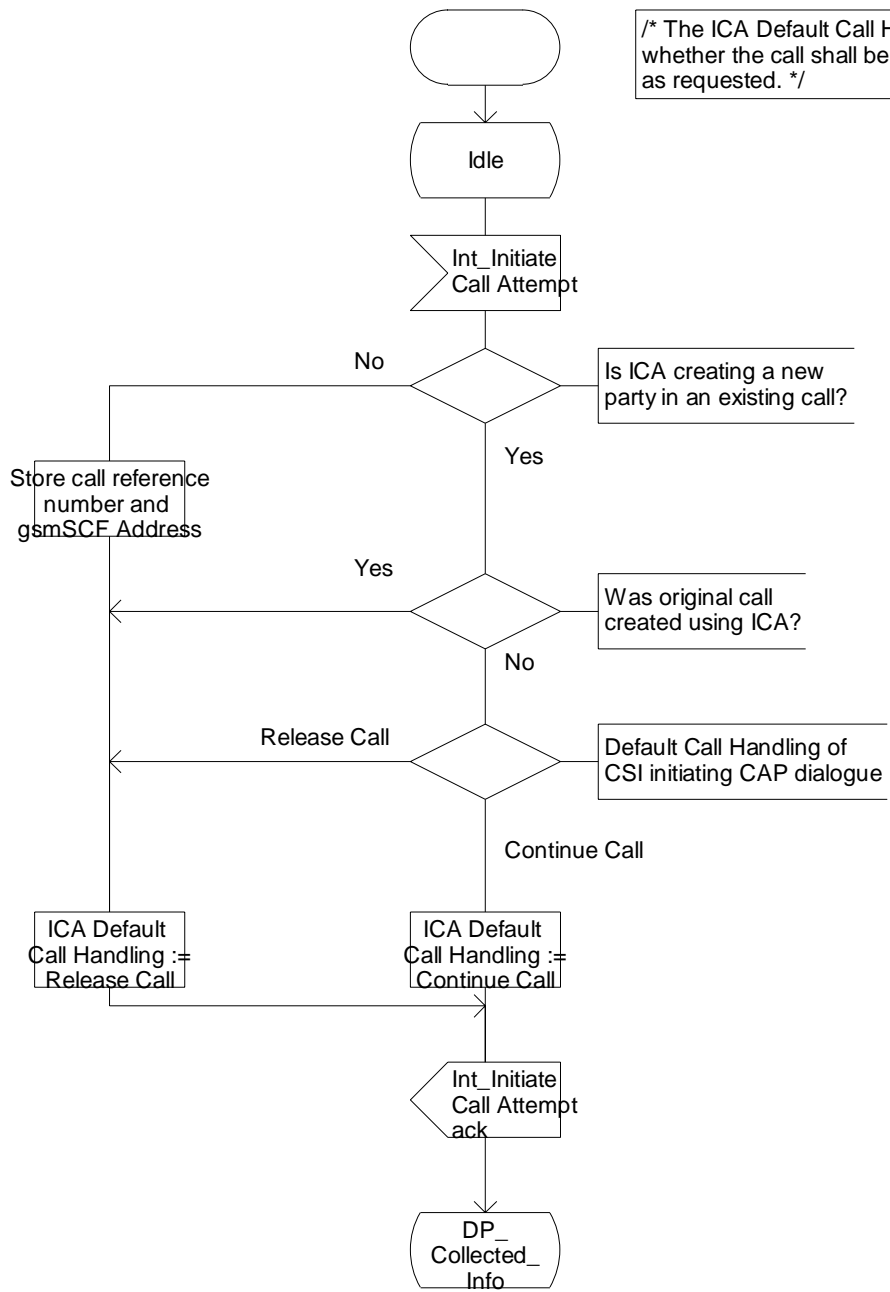 /* The ICA Default Call H
whether the call shall be
as requested. */
Idle
Int_Initiate
Call Attempt
No
Is ICA creating a new
party in an existing call?
Yes
Store call reference
number and
gsmSCF Address
Yes
Was original call
created using ICA?
No
Release Call
Default Call Handling of
CSI initiating CAP dialogue
Continue Call
ICA Default
Call Handling :=
Release Call
ICA Default
Call Handling :=
Continue Call
Int_Initiate
Call Attempt
ack
DP_
Collected_
Info